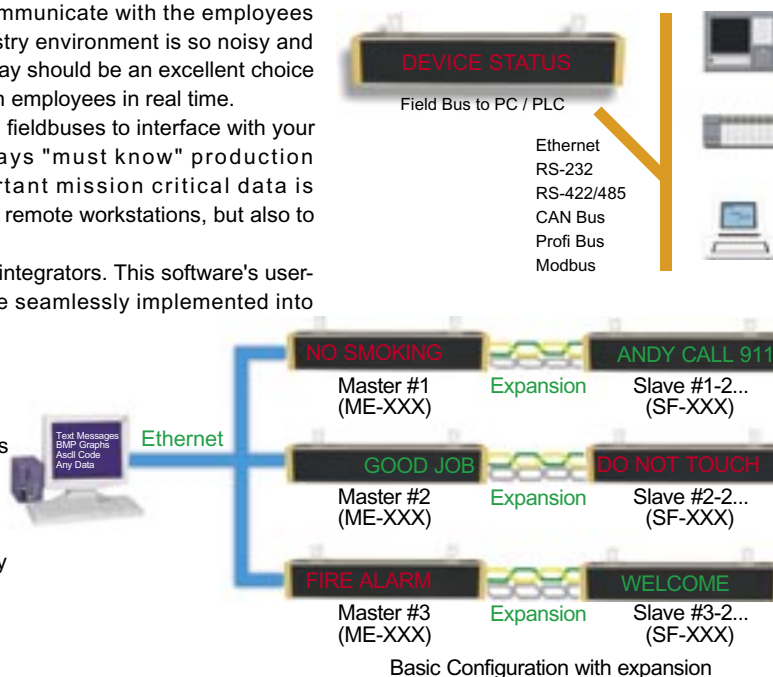 mmunicate with the employees
stry environment is so noisy and
ay should be an excellent choice
n employees in real time.
fieldbuses to interface with your
ays "must know" production
rtant mission critical data is
remote workstations, but also to
integrators. This software's user-
e seamlessly implemented into
s
y
DEVICE STATUS
Field Bus to PC / PLC
Ethernet
RS-232
RS-422/485
CAN Bus
Profi Bus
Modbus
Text Messages
BMP Graphs
Ascll Code
Any Data
Ethernet
NO SMOKING
ANDY CALL 911
Master #1
(ME-XXX)
Expansion
Slave #1-2...
(SF-XXX)
GOOD JOB
DO NOT TOUCH
Master #2
(ME-XXX)
Expansion
Slave #2-2...
(SF-XXX)
FIRE ALARM
WELCOME
Master #3
(ME-XXX)
Expansion
Slave #3-2...
(SF-XXX)
Basic Configuration with expansion